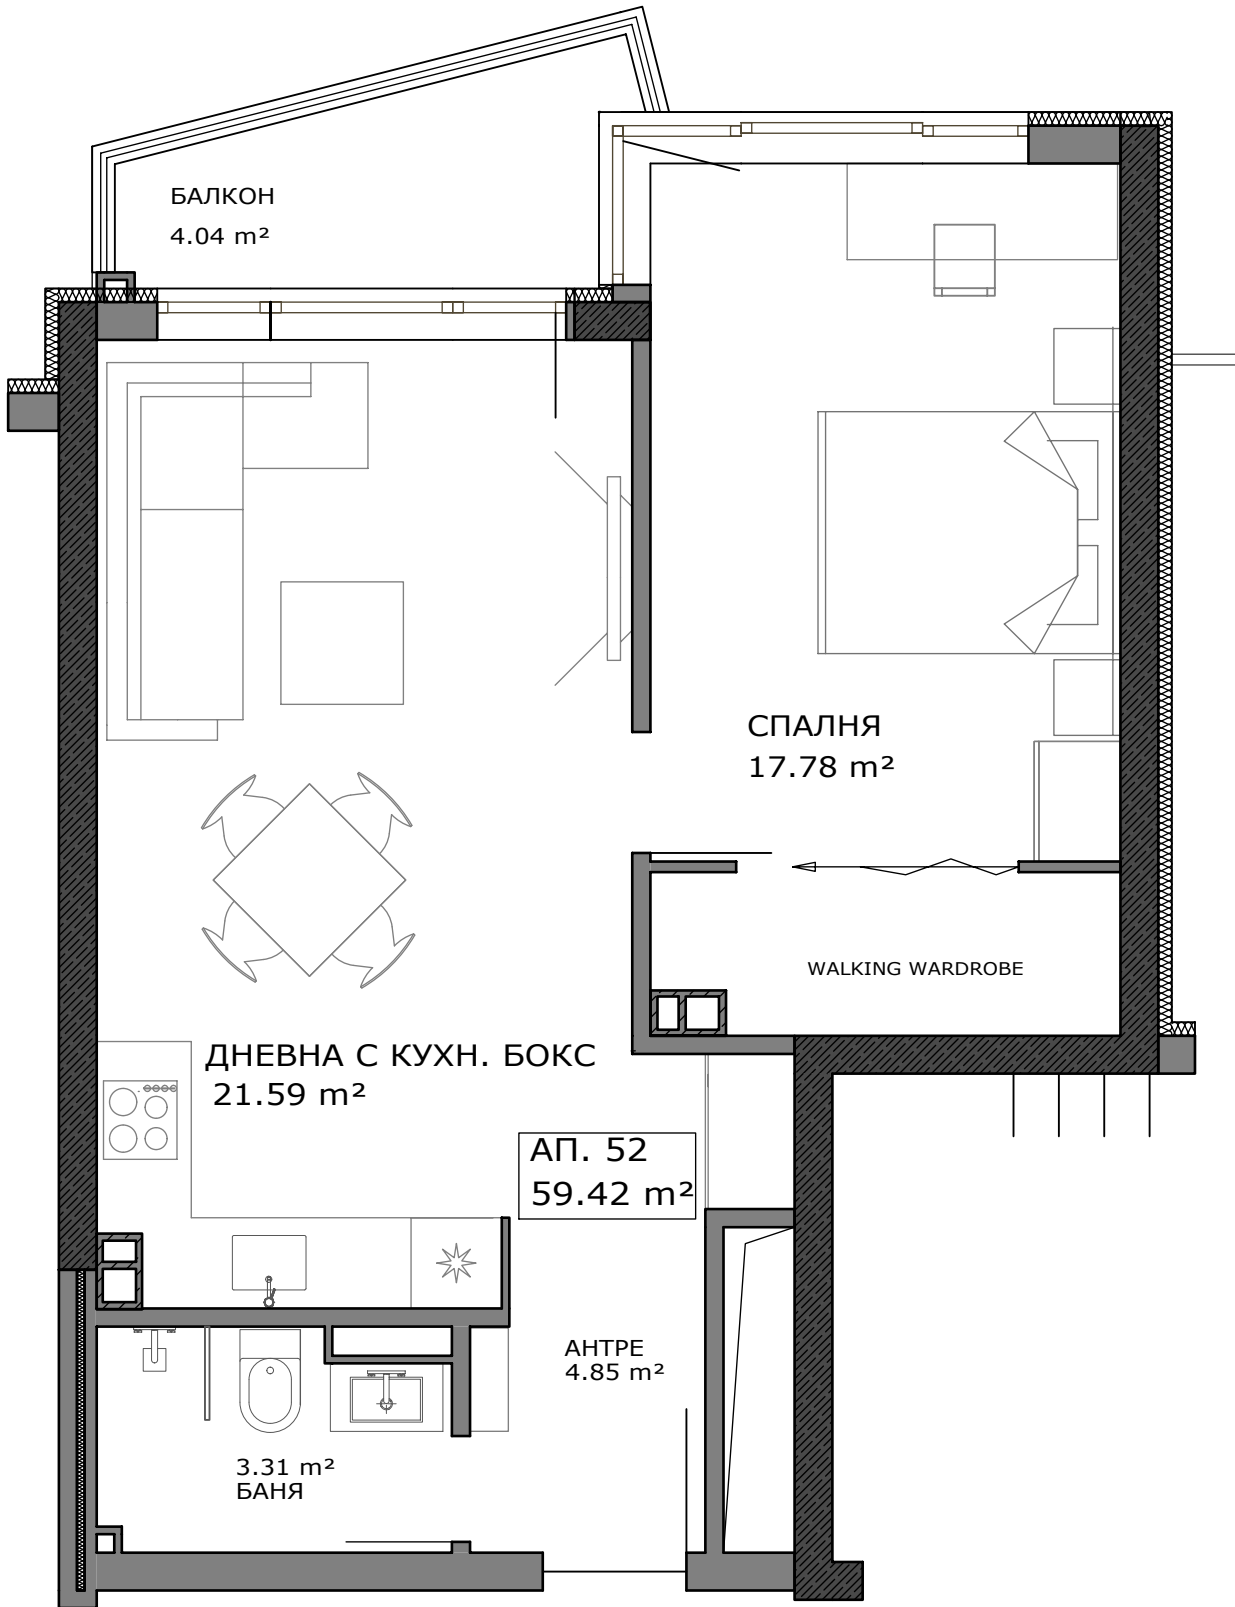 БАЛКОН
4.04 m²
СПАЛНЯ
17.78 m²
WALKING WARDROBE
ДНЕВНА С КУХН. БОКС
21.59 m²
АП. 52
59.42 m²
АНТРЕ
4.85 m²
3.31 m²
БАНЯ